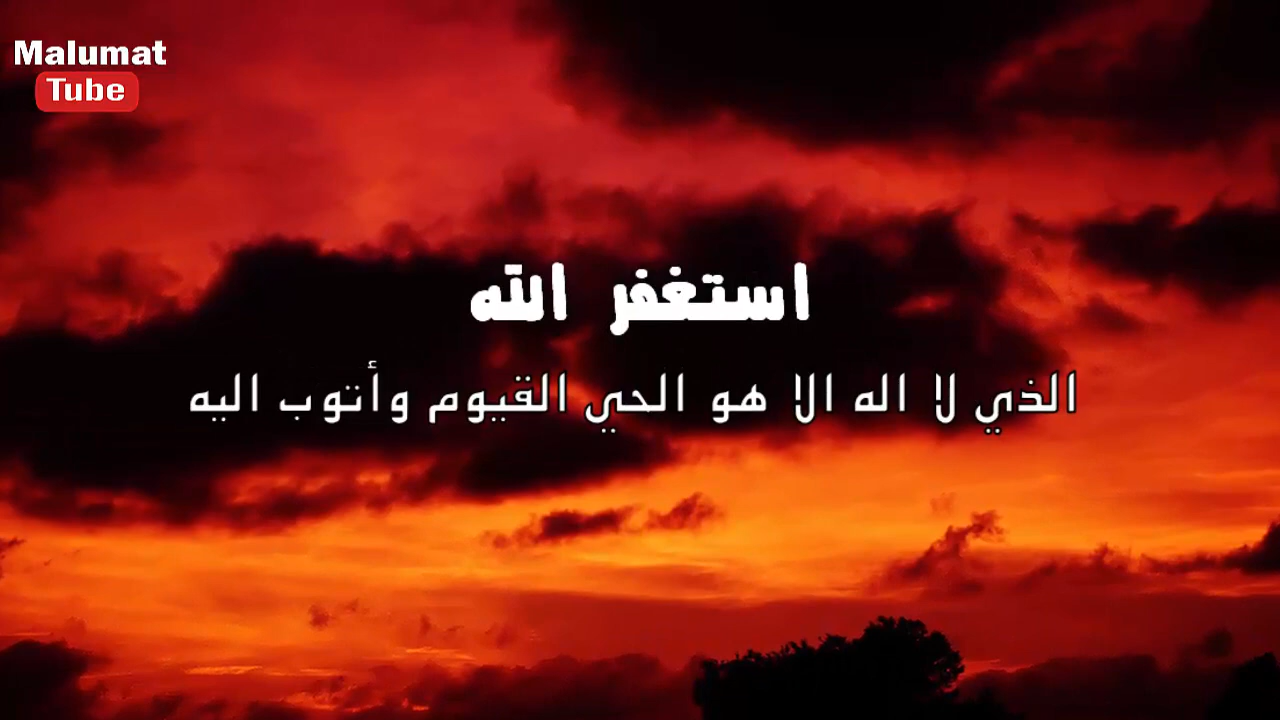 Malumat
Tube
استغفر الله
الذي لا اله الا هو الحي القيوم وأتوب اليه